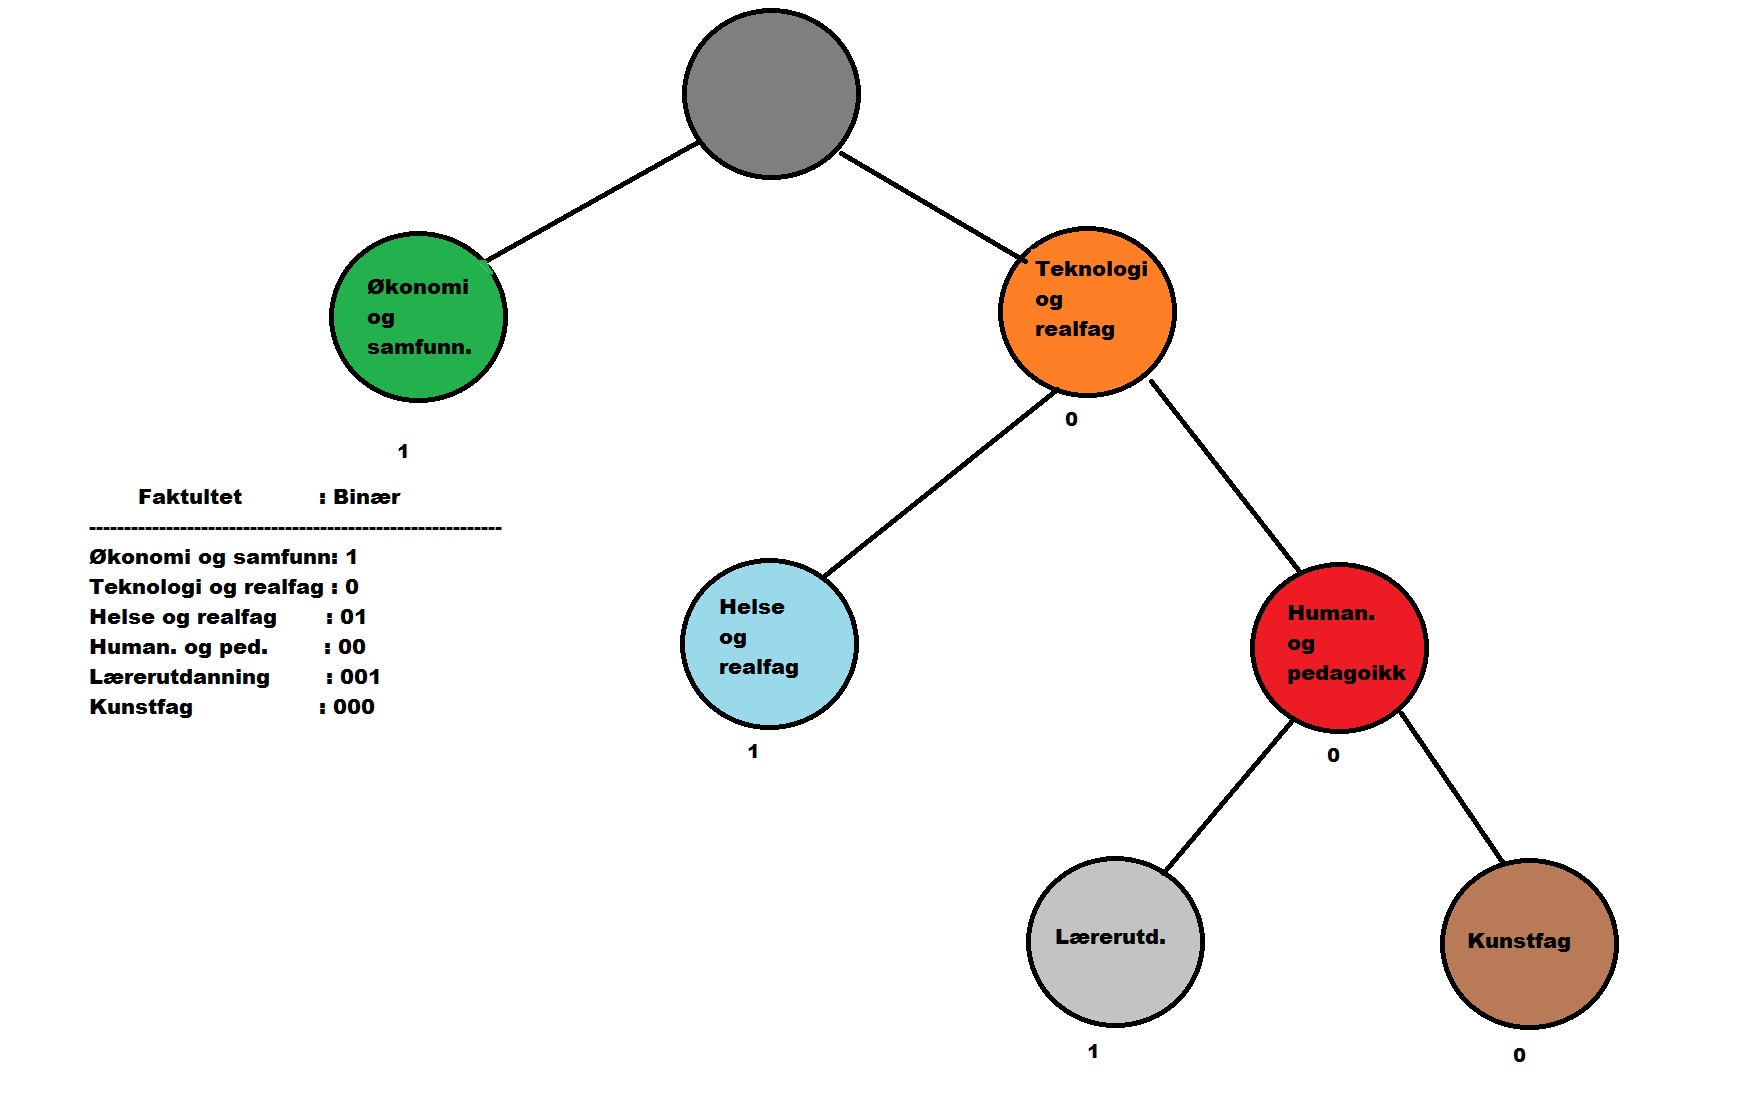 Økonomi
og
samfunn.
1
Teknologi
og
realfag
0
Faktultet : Binær
-----------------------------------------------------------
Økonomi og samfunn: 1
Teknologi og realfag : 0
Helse og realfag : 01
Human. og ped. : 00
Lærerutdanning : 001
Kunstfag : 000
Helse
og
realfag
1
Human.
og
pedagoikk
0
Lærerutd.
1
Kunstfag
0